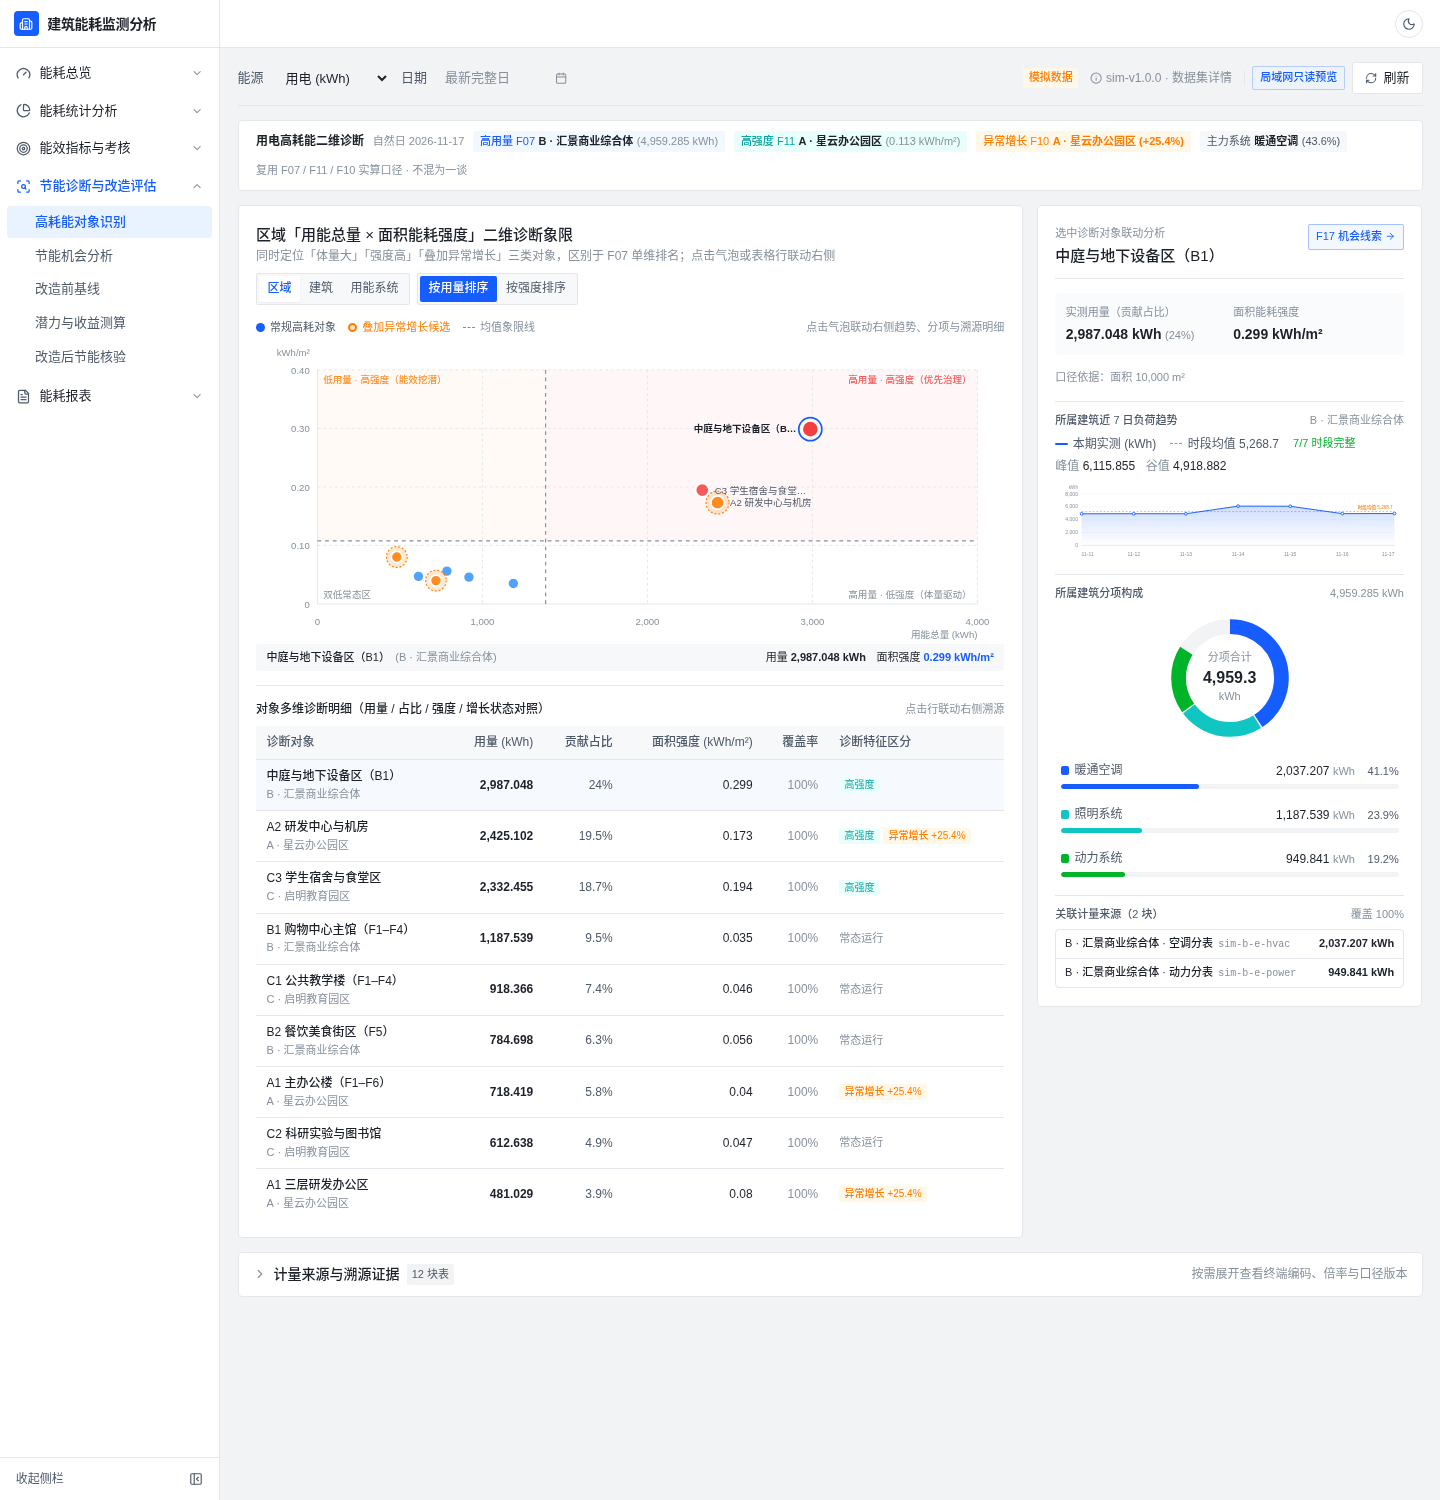 建筑能耗监测分析
能耗总览
能耗统计分析
能效指标与考核
节能诊断与改造评估
高耗能对象识别
节能机会分析
改造前基线
潜力与收益测算
改造后节能核验
能耗报表
收起侧栏
能源 用电 (kWh) 日期 最新完整日
模拟数据 sim-v1.0.0 · 数据集详情 局域网只读预览 刷新
用电高耗能二维诊断 自然日 2026-11-17 高用量 F07 B · 汇景商业综合体 (4,959.285 kWh) 高强度 F11 A · 星云办公园区 (0.113 kWh/m²) 异常增长 F10 A · 星云办公园区 (+25.4%) 主力系统 暖通空调 (43.6%)
复用 F07 / F11 / F10 实算口径 · 不混为一谈
区域「用能总量 × 面积能耗强度」二维诊断象限
同时定位「体量大」「强度高」「叠加异常增长」三类对象，区别于 F07 单维排名；点击气泡或表格行联动右侧
区域 建筑 用能系统 按用量排序 按强度排序
常规高耗对象 叠加异常增长候选 均值象限线 点击气泡联动右侧趋势、分项与溯源明细
kWh/m²
0.40
低用量 · 高强度（能效挖潜） 高用量 · 高强度（优先治理）
0.30
中庭与地下设备区（B…
0.20
C3 学生宿舍与食堂…
A2 研发中心与机房
0.10
双低常态区 高用量 · 低强度（体量驱动）
0
0 1,000 2,000 3,000 4,000
用能总量 (kWh)
中庭与地下设备区（B1） (B · 汇景商业综合体) 用量 2,987.048 kWh 面积强度 0.299 kWh/m²
对象多维诊断明细（用量 / 占比 / 强度 / 增长状态对照） 点击行联动右侧溯源
诊断对象 用量 (kWh) 贡献占比 面积强度 (kWh/m²) 覆盖率 诊断特征区分
中庭与地下设备区（B1）
B · 汇景商业综合体
2,987.048 24% 0.299 100% 高强度
A2 研发中心与机房
A · 星云办公园区
2,425.102 19.5% 0.173 100% 高强度 异常增长 +25.4%
C3 学生宿舍与食堂区
C · 启明教育园区
2,332.455 18.7% 0.194 100% 高强度
B1 购物中心主馆（F1–F4）
B · 汇景商业综合体
1,187.539 9.5% 0.035 100% 常态运行
C1 公共教学楼（F1–F4）
C · 启明教育园区
918.366 7.4% 0.046 100% 常态运行
B2 餐饮美食街区（F5）
B · 汇景商业综合体
784.698 6.3% 0.056 100% 常态运行
A1 主办公楼（F1–F6）
A · 星云办公园区
718.419 5.8% 0.04 100% 异常增长 +25.4%
C2 科研实验与图书馆
C · 启明教育园区
612.638 4.9% 0.047 100% 常态运行
A1 三层研发办公区
A · 星云办公园区
481.029 3.9% 0.08 100% 异常增长 +25.4%
选中诊断对象联动分析
中庭与地下设备区（B1）
F17 机会线索
实测用量（贡献占比） 面积能耗强度
2,987.048 kWh (24%) 0.299 kWh/m²
口径依据：面积 10,000 m²
所属建筑近 7 日负荷趋势 B · 汇景商业综合体
本期实测 (kWh) 时段均值 5,268.7 7/7 时段完整
峰值 6,115.855 谷值 4,918.882
kWh
8,000
6,000
时段均值 5,268.7
4,000
2,000
0
11-11 11-12 11-13 11-14 11-15 11-16 11-17
所属建筑分项构成 4,959.285 kWh
分项合计
4,959.3
kWh
暖通空调 2,037.207 kWh 41.1%
照明系统 1,187.539 kWh 23.9%
动力系统 949.841 kWh 19.2%
关联计量来源（2 块） 覆盖 100%
B · 汇景商业综合体 · 空调分表 sim-b-e-hvac 2,037.207 kWh
B · 汇景商业综合体 · 动力分表 sim-b-e-power 949.841 kWh
计量来源与溯源证据 12 块表 按需展开查看终端编码、倍率与口径版本